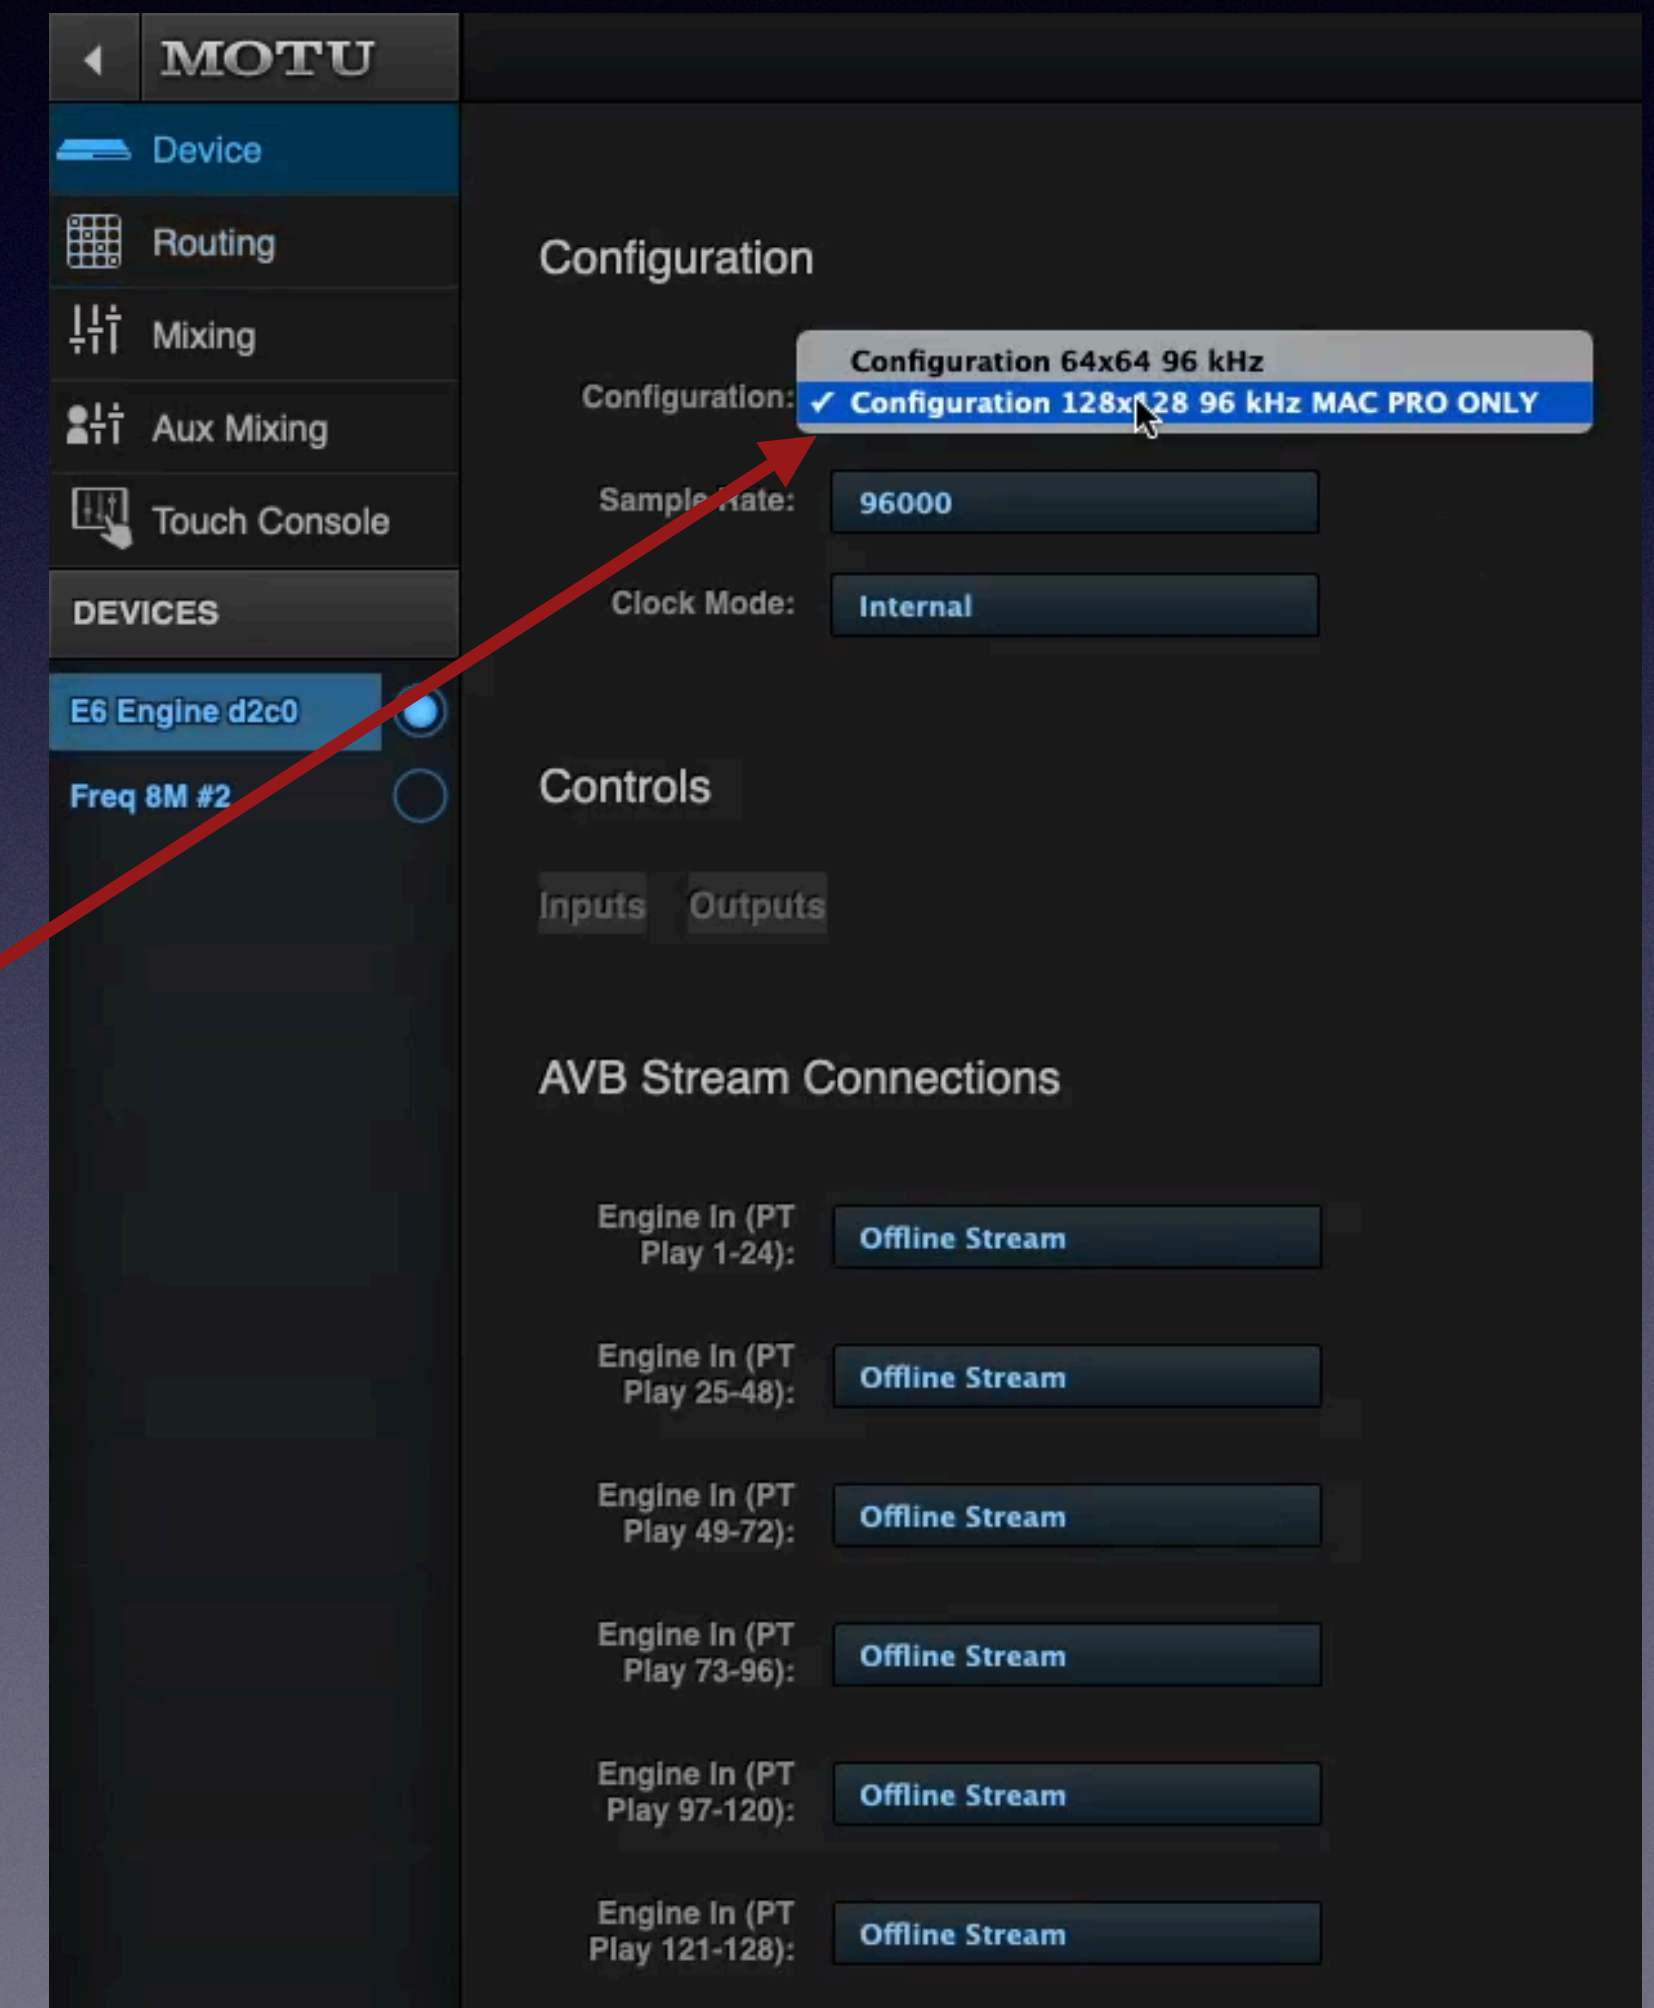 MOTU
Device
Routing
Mixing
Aux Mixing
Touch Console
DEVICES
E6 Engine d2c0
Freq 8M #2
Configuration
Configuration:
Configuration 64x64 96 kHz
✓ Configuration 128x128 96 kHz MAC PRO ONLY
Sample Rate:
96000
Clock Mode:
Internal
Controls
Inputs Outputs
AVB Stream Connections
Engine In (PT
Play 1-24):
Offline Stream
Engine In (PT
Play 25-48):
Offline Stream
Engine In (PT
Play 49-72):
Offline Stream
Engine In (PT
Play 73-96):
Offline Stream
Engine In (PT
Play 97-120):
Offline Stream
Engine In (PT
Play 121-128):
Offline Stream